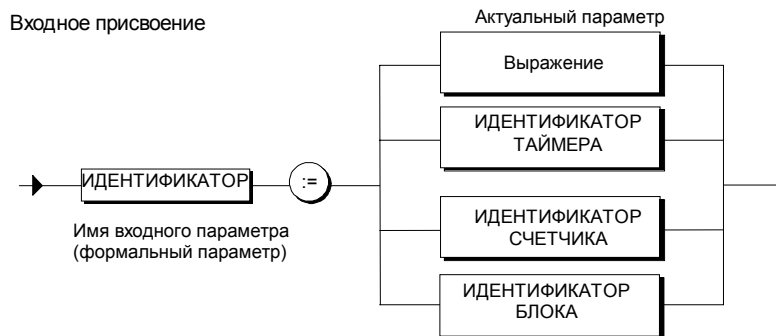 Входное присвоение
Актуальный параметр
Выражение
ИДЕНТИФИКАТОР
ТАЙМЕРА
ИДЕНТИФИКАТОР
:=
Имя входного параметра
(формальный параметр)
ИДЕНТИФИКАТОР
СЧЕТЧИКА
ИДЕНТИФИКАТОР
БЛОКА